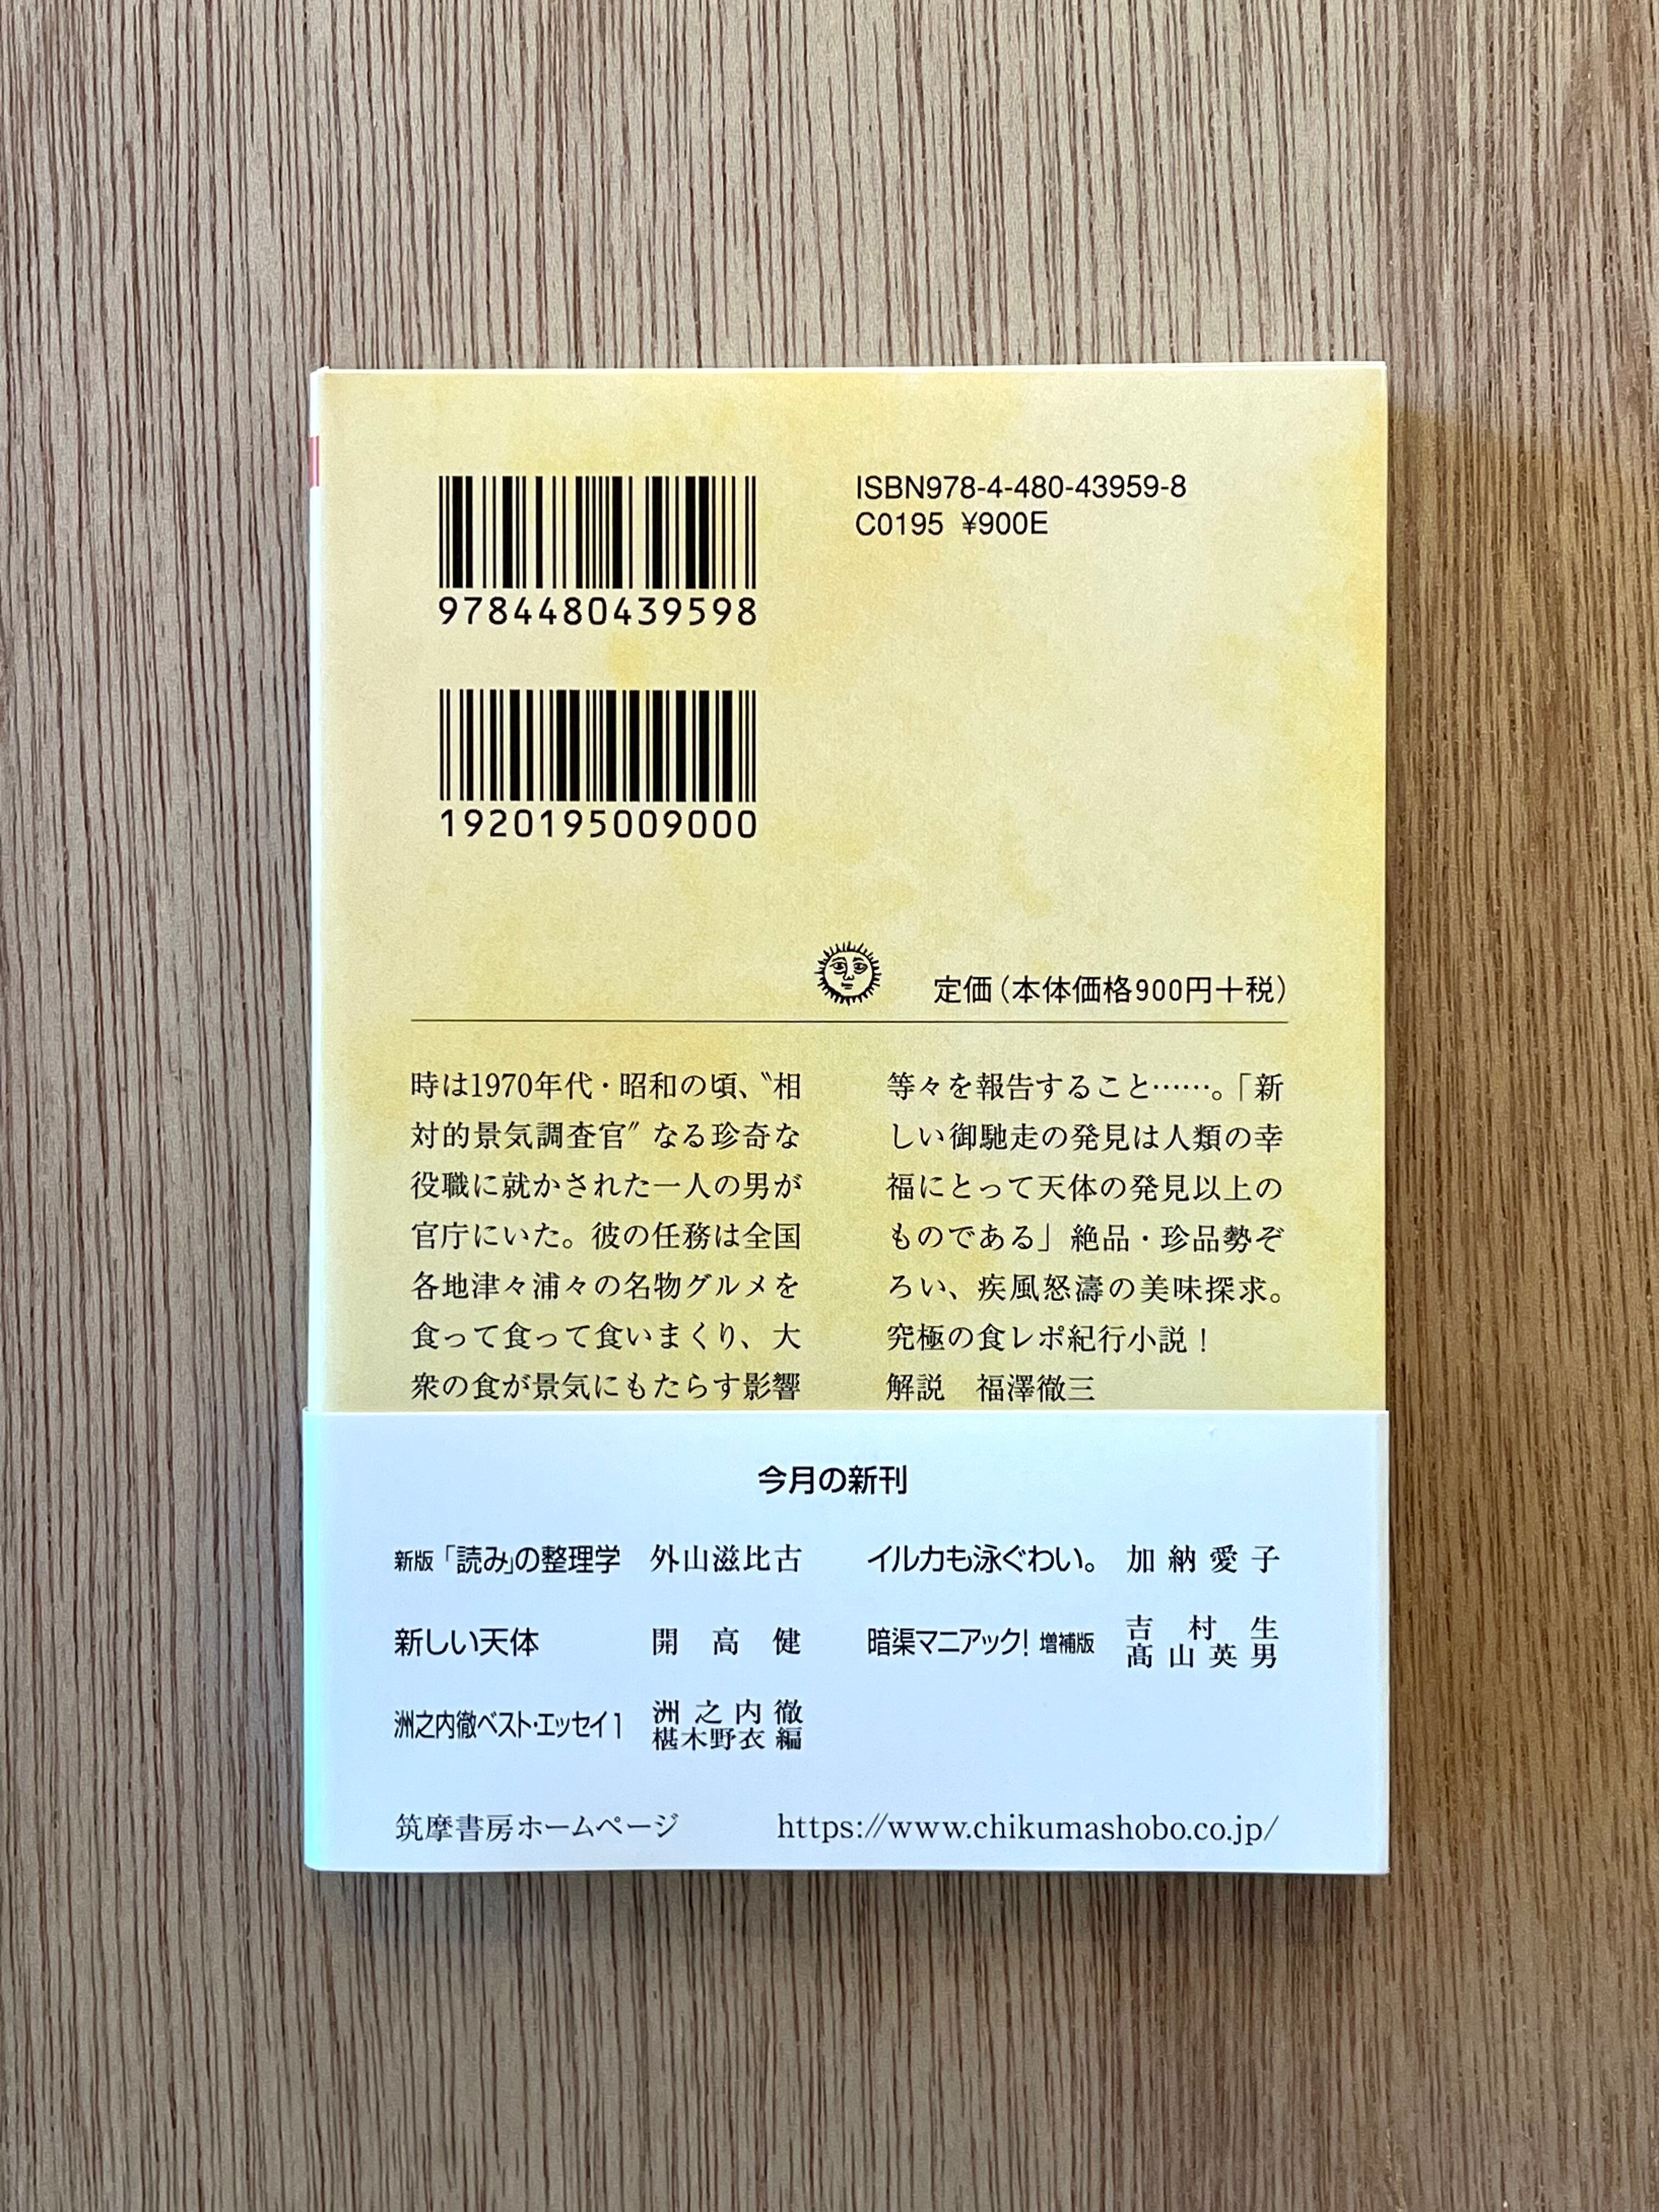 ISBN978-4-480-43959-8
C0195 ¥900E
9784480439598
1920195009000
定価(本体価格900円+税)
時は1970年代・昭和の頃、〝相
対的景気調査官〞なる珍奇な
役職に就かされた一人の男が
官庁にいた。彼の任務は全国
各地津々浦々の名物グルメを
食って食って食いまくり、大
衆の食が景気にもたらす影響
等々を報告すること……。「新
しい御馳走の発見は人類の幸
福にとって天体の発見以上の
ものである」絶品・珍品勢ぞ
ろい、疾風怒濤の美味探求。
究極の食レポ紀行小説!
解説 福澤徹三
今月の新刊
新版「読み」の整理学 外山滋比古
新しい天体 開高健
洲之内徹ベスト・エッセイ1 洲之内徹
椹木野衣 編
イルカも泳ぐわい。 加納愛子
暗渠マニアック! 増補版 吉村生
髙山英男
筑摩書房ホームページ https://www.chikumashobo.co.jp/